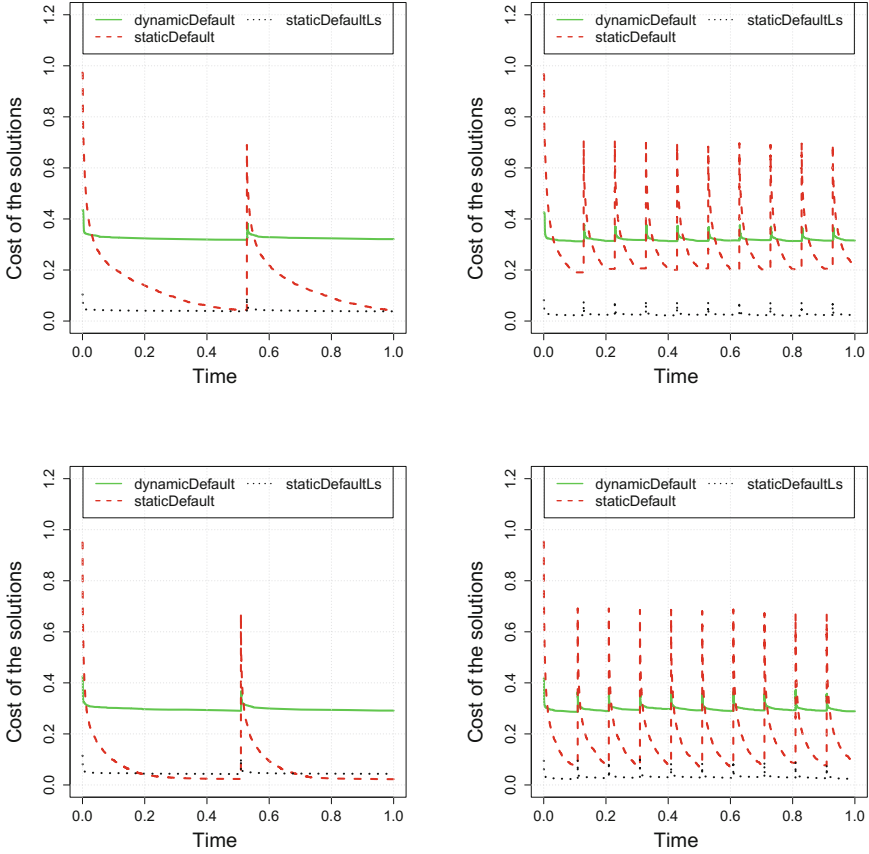 dynamicDefault staticDefaultLs
staticDefault
Cost of the solutions
0.0 0.2 0.4 0.6 0.8 1.0 1.2
0.0 0.2 0.4 0.6 0.8 1.0
Time
dynamicDefault staticDefaultLs
staticDefault
Cost of the solutions
0.0 0.2 0.4 0.6 0.8 1.0 1.2
0.0 0.2 0.4 0.6 0.8 1.0
Time
dynamicDefault staticDefaultLs
staticDefault
Cost of the solutions
0.0 0.2 0.4 0.6 0.8 1.0 1.2
0.0 0.2 0.4 0.6 0.8 1.0
Time
dynamicDefault staticDefaultLs
staticDefault
Cost of the solutions
0.0 0.2 0.4 0.6 0.8 1.0 1.2
0.0 0.2 0.4 0.6 0.8 1.0
Time